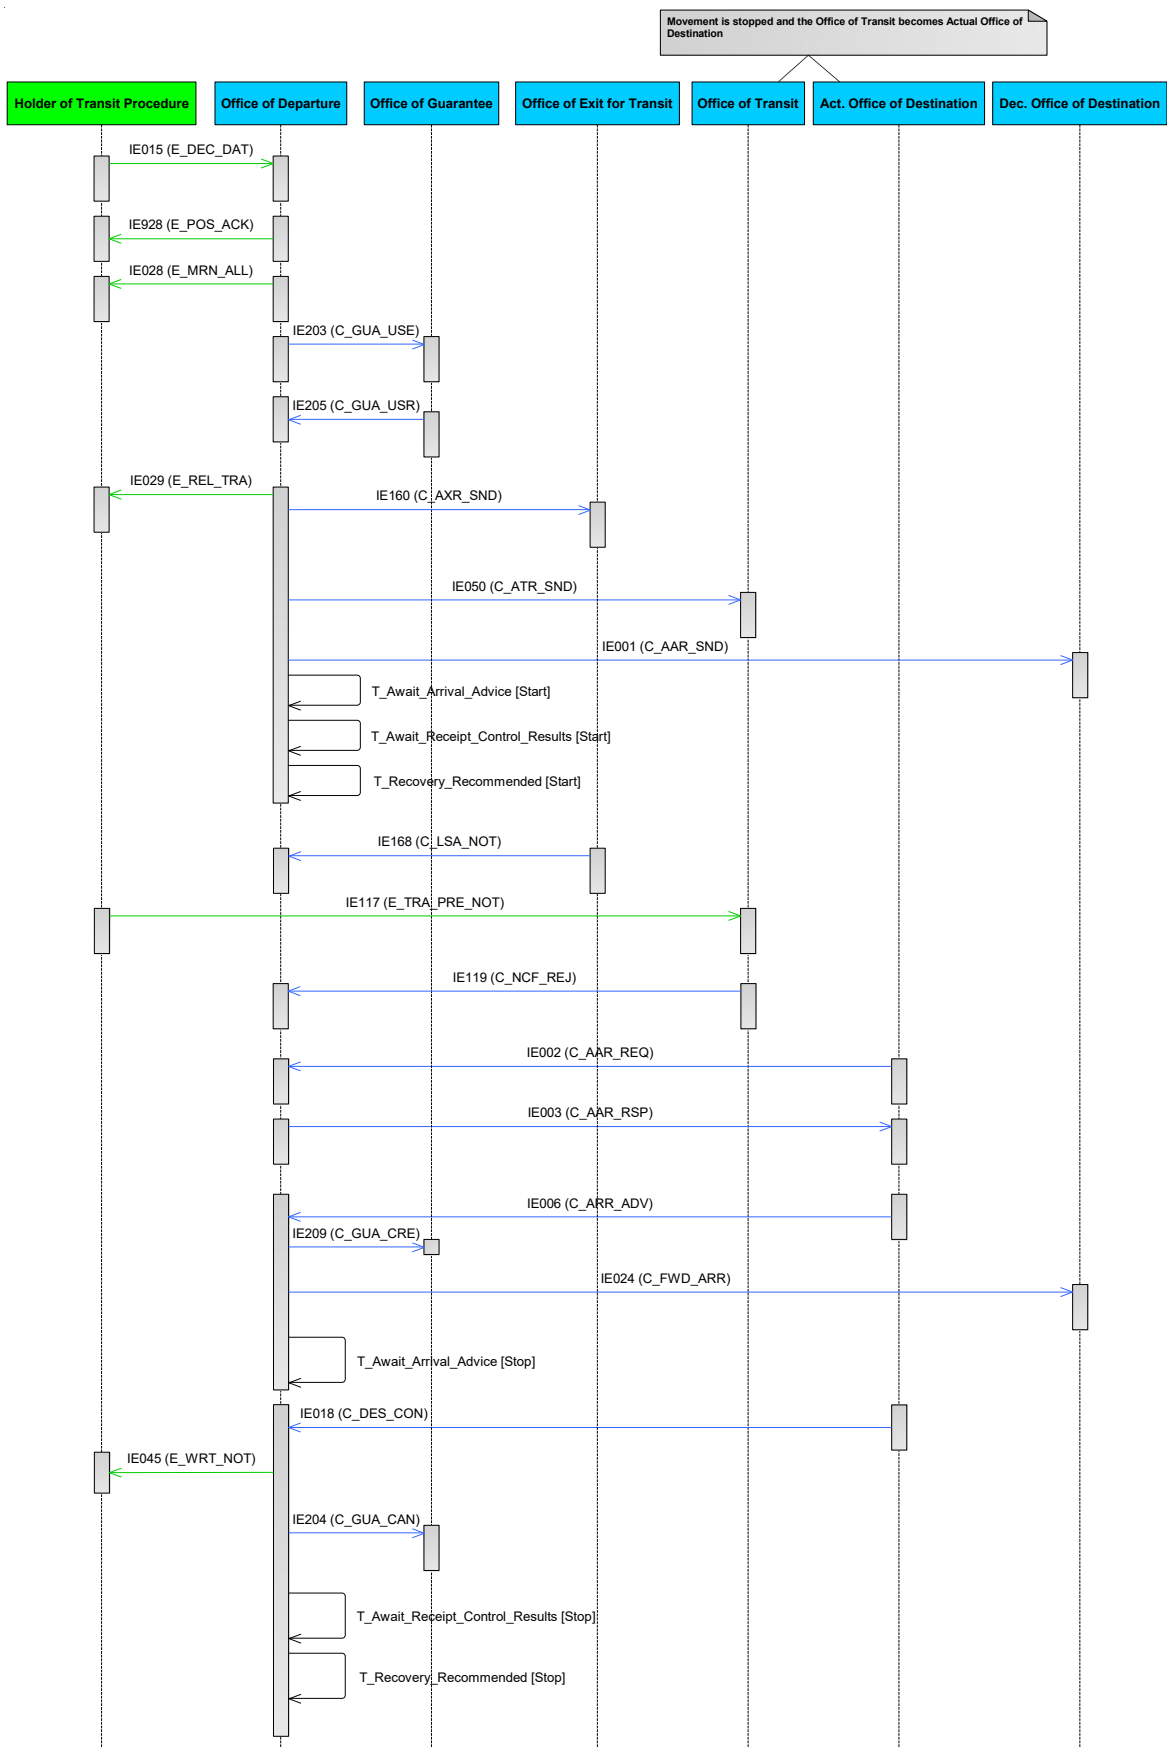 Movement is stopped and the Office of Transit becomes Actual Office of
Destination
Holder of Transit Procedure
Office of Departure
Office of Guarantee
Office of Exit for Transit
Office of Transit
Act. Office of Destination
Dec. Office of Destination
IE015 (E_DEC_DAT)
IE928 (E_POS_ACK)
IE028 (E_MRN_ALL)
IE203 (C_GUA_USE)
IE205 (C_GUA_USR)
IE029 (E_REL_TRA)
IE160 (C_AXR_SND)
IE050 (C_ATR_SND)
IE001 (C_AAR_SND)
T_Await_Arrival_Advice [Start]
T_Await_Receipt_Control_Results [Start]
T_Recovery_Recommended [Start]
IE168 (C_LSA_NOT)
IE117 (E_TRA_PRE_NOT)
IE119 (C_NCF_REJ)
IE002 (C_AAR_REQ)
IE003 (C_AAR_RSP)
IE006 (C_ARR_ADV)
IE209 (C_GUA_CRE)
IE024 (C_FWD_ARR)
T_Await_Arrival_Advice [Stop]
IE018 (C_DES_CON)
IE045 (E_WRT_NOT)
IE204 (C_GUA_CAN)
T_Await_Receipt_Control_Results [Stop]
T_Recovery_Recommended [Stop]